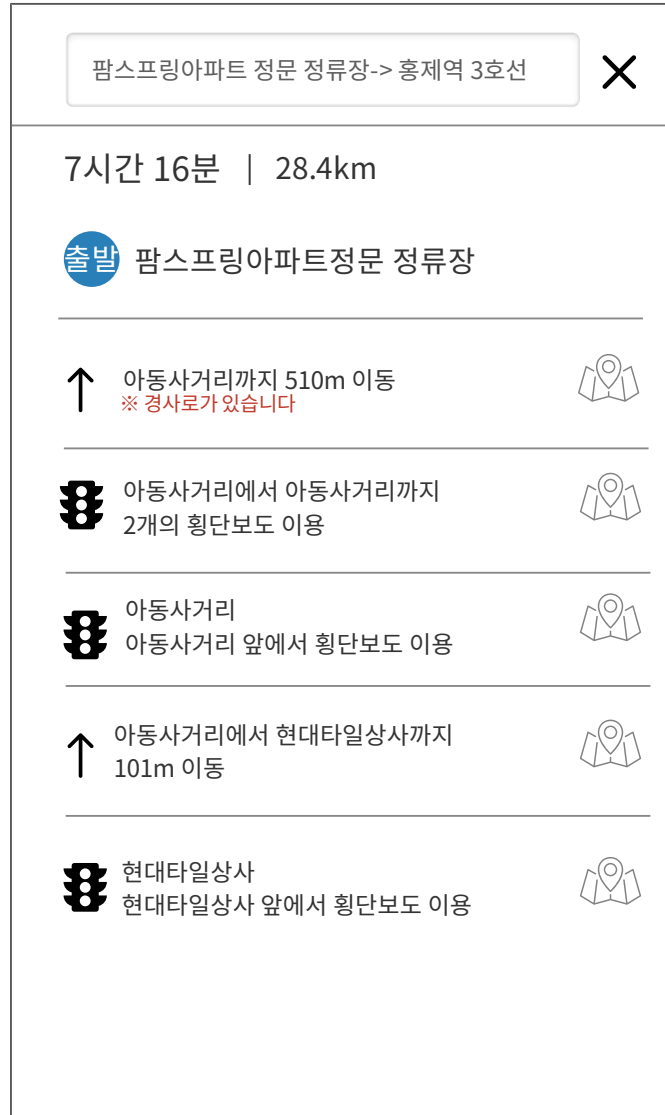 팜스프링아파트 정문 정류장-> 홍제역 3호선
7시간 16분 | 28.4km
출발 팜스프링아파트정문 정류장
아동사거리까지 510m 이동
※ 경사로가 있습니다
아동사거리에서 아동사거리까지
2개의 횡단보도 이용
아동사거리
아동사거리 앞에서 횡단보도 이용
아동사거리에서 현대타일상사까지
101m 이동
현대타일상사
현대타일상사 앞에서 횡단보도 이용